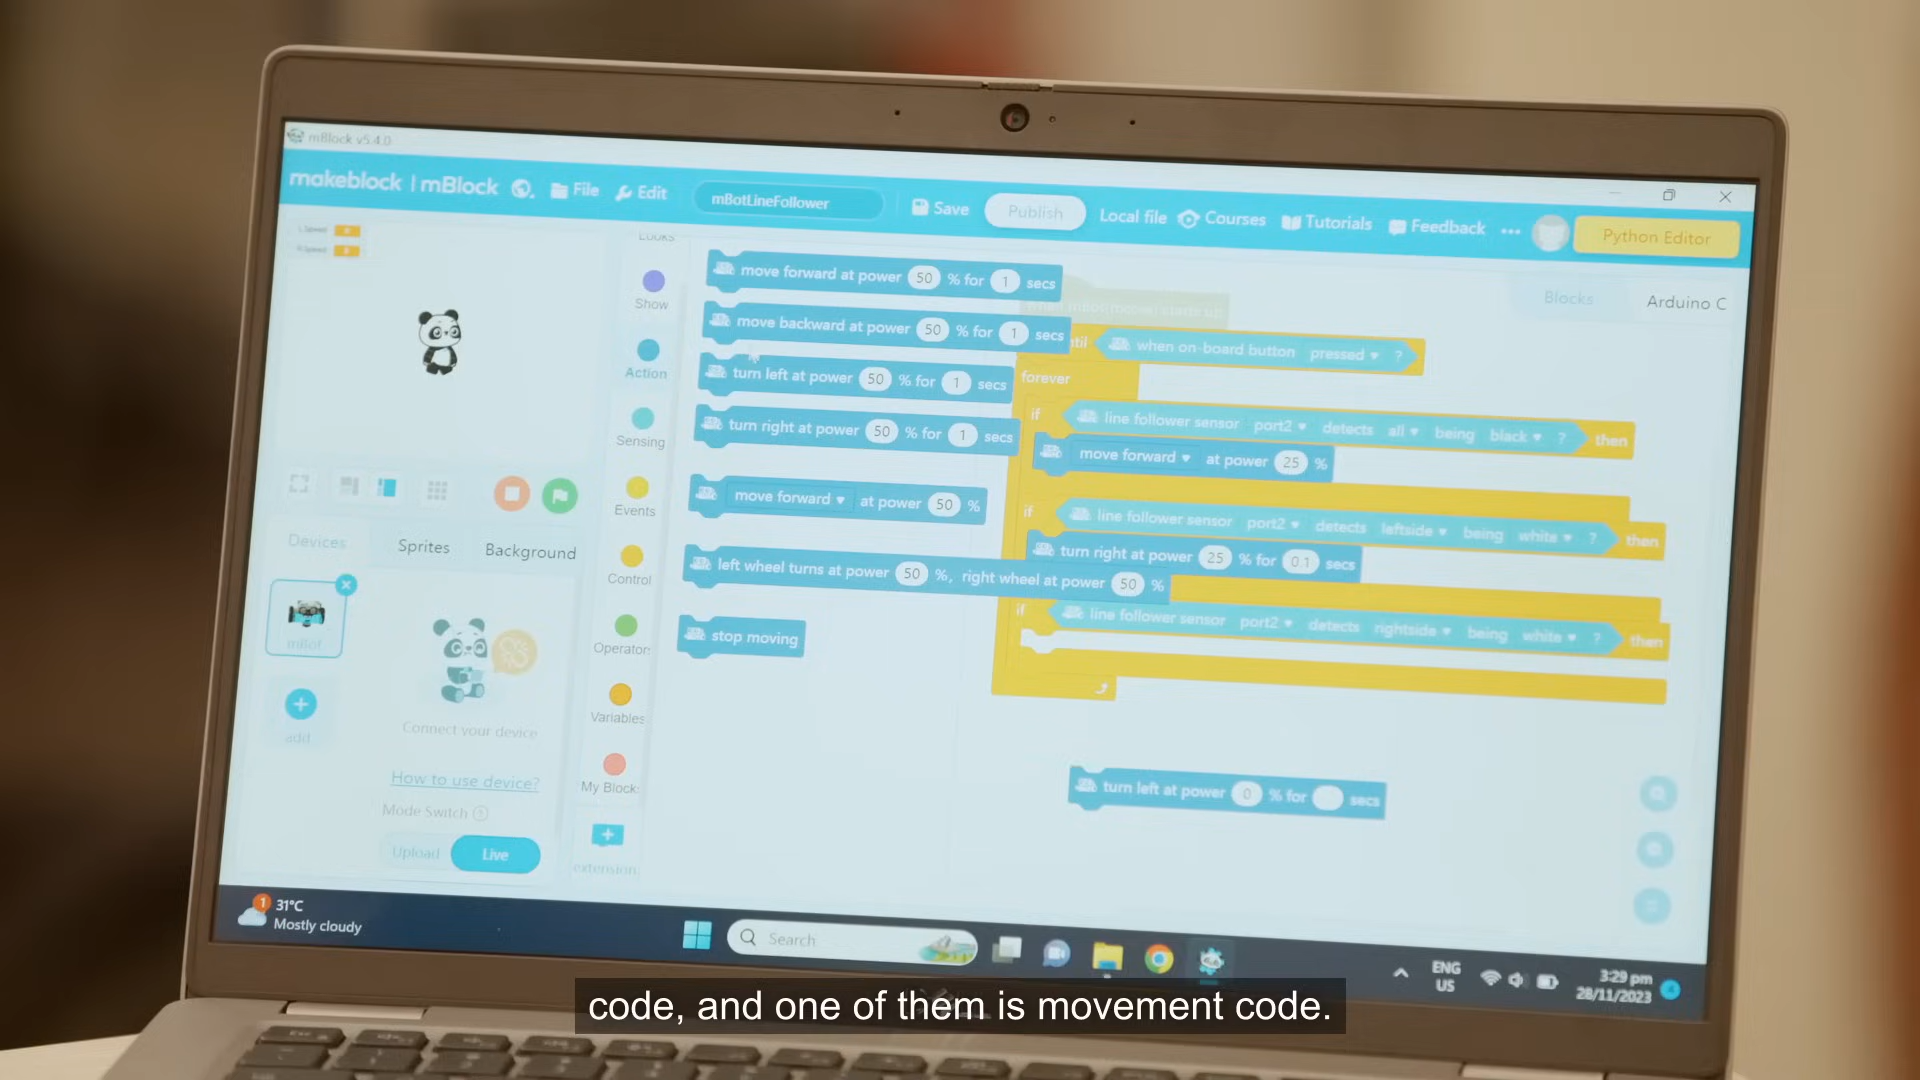 mBlock v5.4.0
makeblock | mBlock
File
Edit
mBotLineFollower
Save
Publish
Local file
Courses
Tutorials
Feedback
Python Editor
Blocks
Arduino C
Looks
Show
Action
Sensing
Events
Control
Operators
Variables
My Blocks
extension
move forward at power 50 % for 1 secs
move backward at power 50 % for 1 secs
turn left at power 50 % for 1 secs
turn right at power 50 % for 1 secs
move forward at power 50 %
left wheel turns at power 50 %, right wheel at power 50 %
stop moving
when on-board button pressed ?
forever
if line follower sensor port2 detects all being black ? then
move forward at power 25 %
if line follower sensor port2 detects leftside being white ? then
turn right at power 25 % for 0.1 secs
if line follower sensor port2 detects rightside being white ? then
turn left at power 0 % for secs
Devices
Sprites
Background
mBot
add
Connect your device
How to use device?
Mode Switch
Upload
Live
1
31°C
Mostly cloudy
Search
ENG
US
3:29 pm
28/11/2023
4
code, and one of them is movement code.